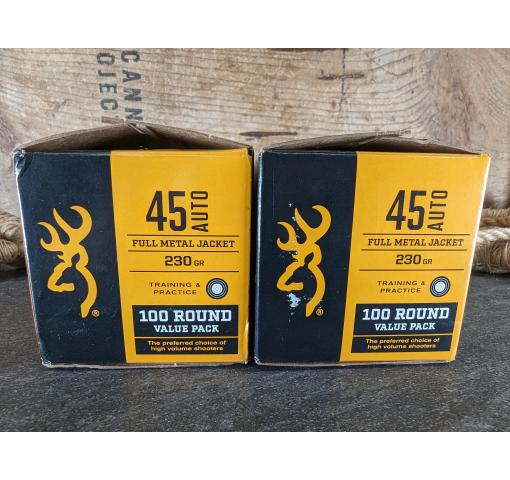 CANN
OJEC
45 AUTO
FULL METAL JACKET
230 GR
TRAINING &
PRACTICE
100 ROUND
VALUE PACK
The preferred choice of
high volume shooters
®
45 AUTO
FULL METAL JACKET
230 GR
TRAINING &
PRACTICE
100 ROUND
VALUE PACK
The preferred choice of
high volume shooters
®